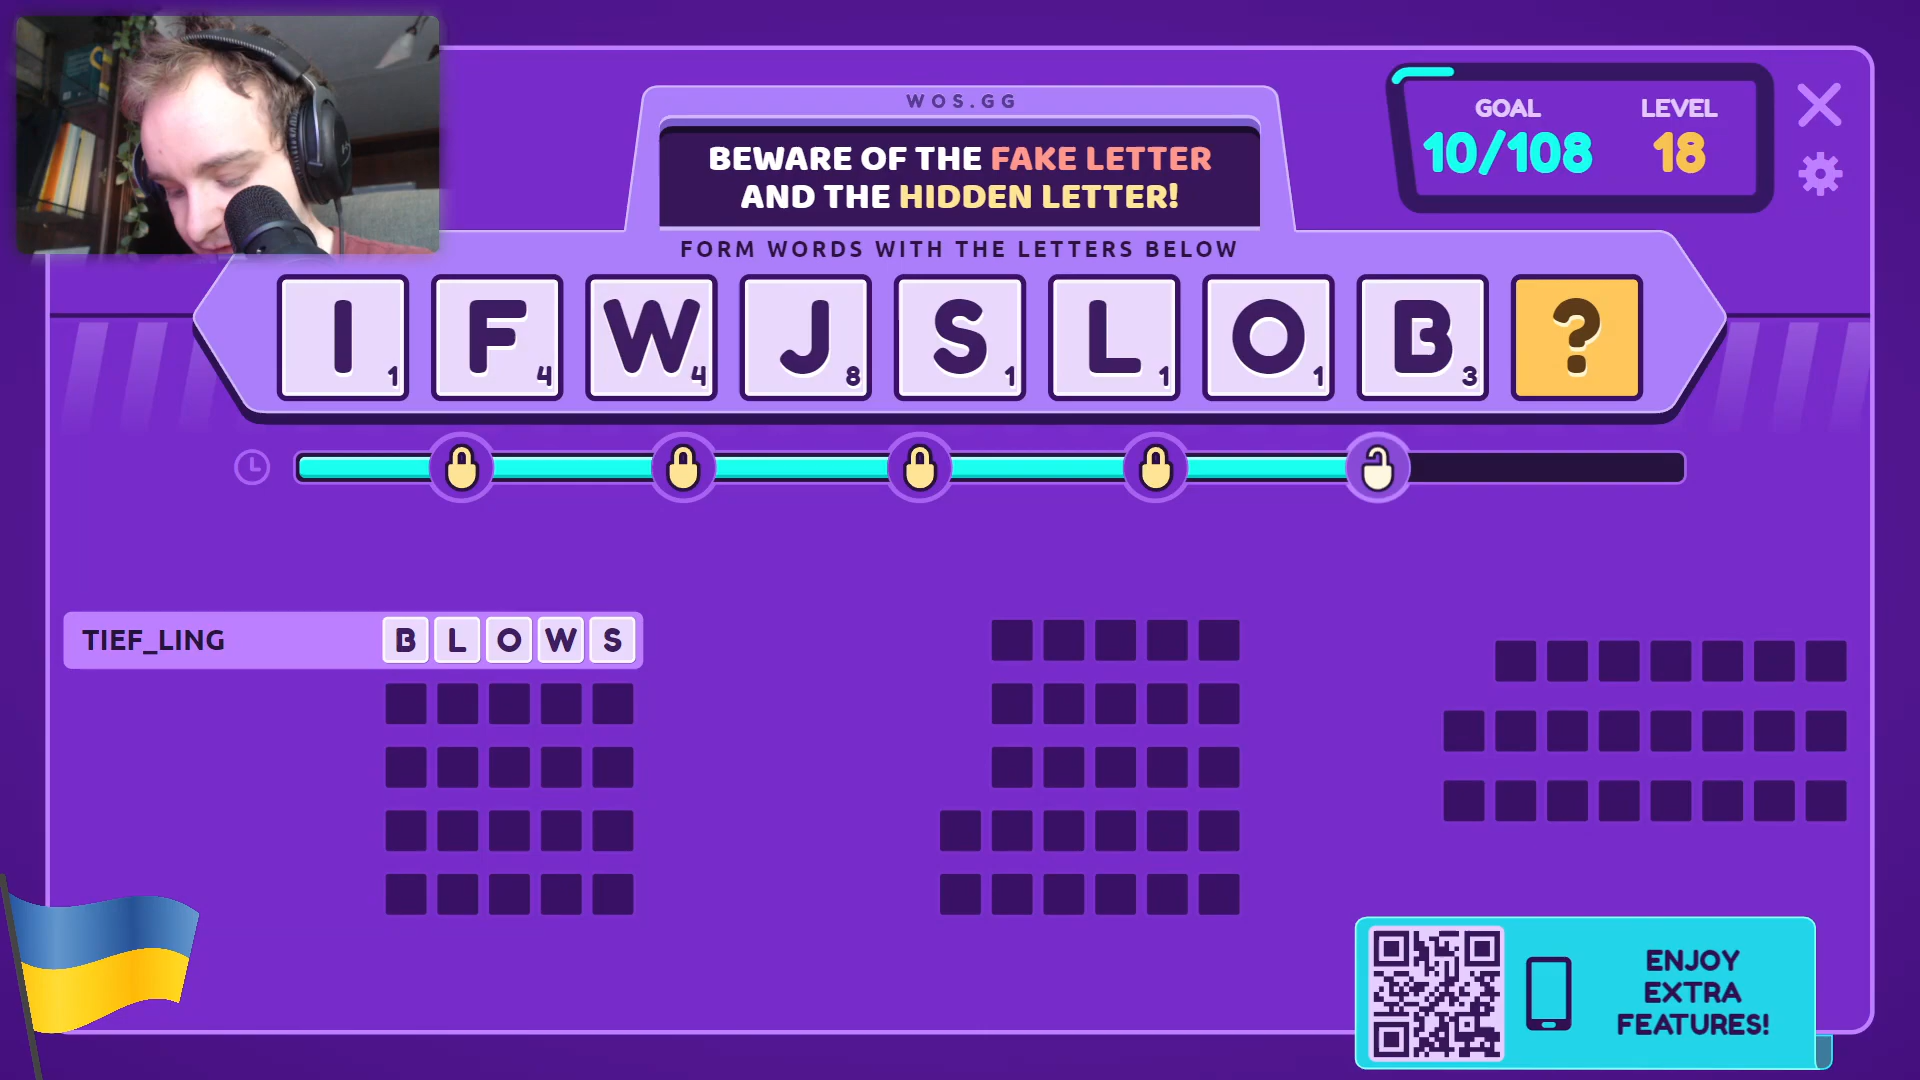 WOS.GG
BEWARE OF THE FAKE LETTER
AND THE HIDDEN LETTER!
GOAL
10/108
LEVEL
18
FORM WORDS WITH THE LETTERS BELOW
I 1 F 4 W 4 J 8 S 1 L 1 O 1 B 3 ?
TIEF_LING BLOWS
ENJOY
EXTRA
FEATURES!